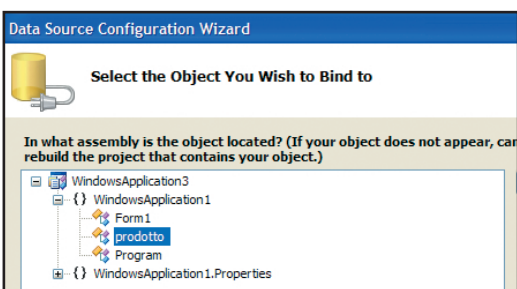 Data Source Configuration Wizard
Select the Object You Wish to Bind to
In what assembly is the object located? (If your object does not appear, can
rebuild the project that contains your object.)
WindowsApplication3
{} WindowsApplication1
Form1
prodotto
Program
{} WindowsApplication1.Properties